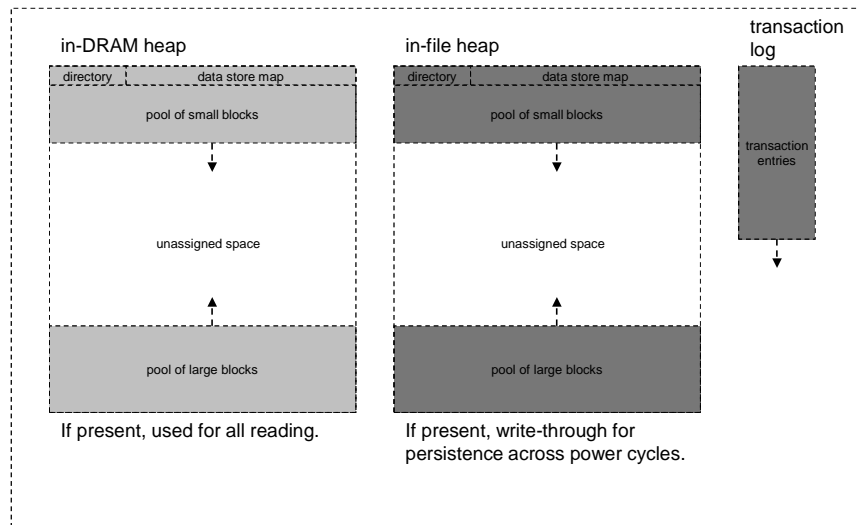 in-DRAM heap
directory
data store map
pool of small blocks
unassigned space
pool of large blocks
If present, used for all reading.
in-file heap
directory
data store map
pool of small blocks
unassigned space
pool of large blocks
If present, write-through for
persistence across power cycles.
transaction
log
transaction
entries